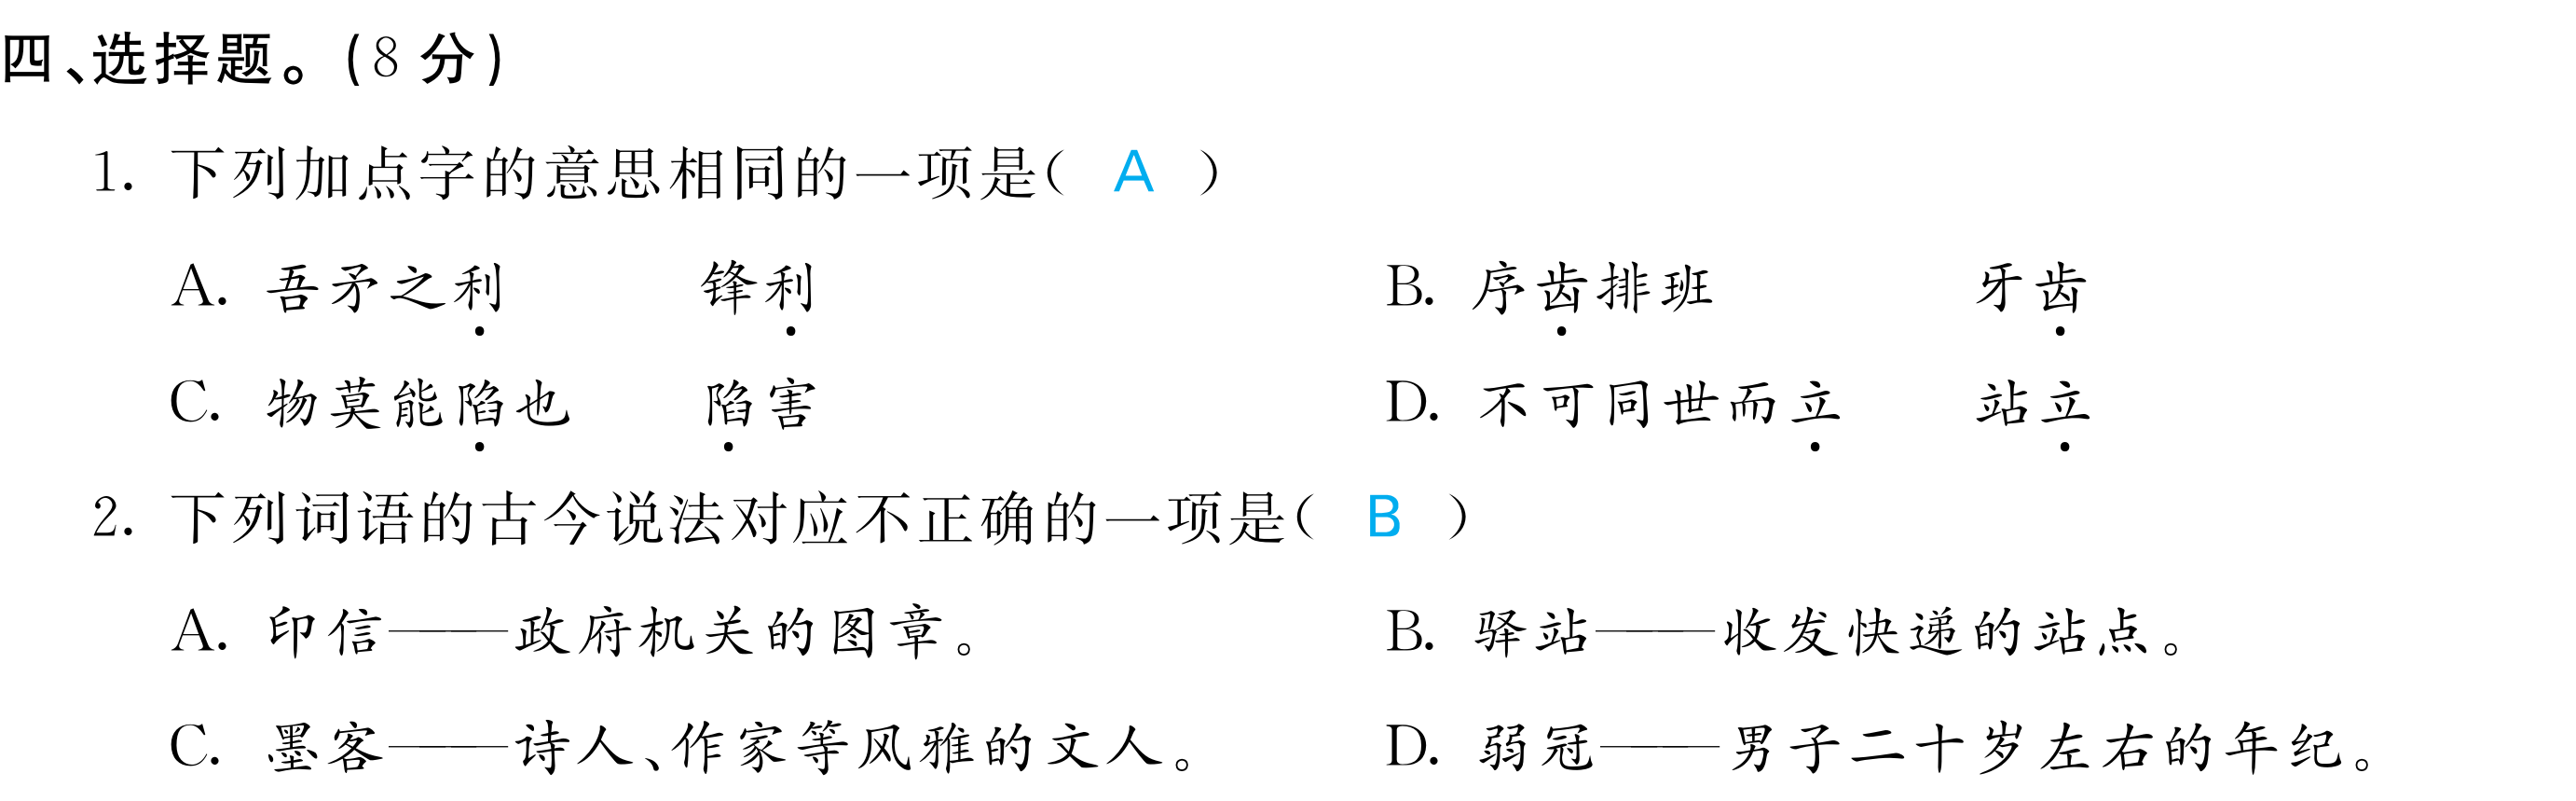 四、选择题。(8 分)
1. 下列加点字的意思相同的一项是( A )
A. 吾矛之利 锋利 B. 序齿排班 牙齿
C. 物莫能陷也 陷害 D. 不可同世而立 站立
2. 下列词语的古今说法对应不正确的一项是( B )
A. 印信——政府机关的图章。 B. 驿站——收发快递的站点。
C. 墨客——诗人、作家等风雅的文人。 D. 弱冠——男子二十岁左右的年纪。